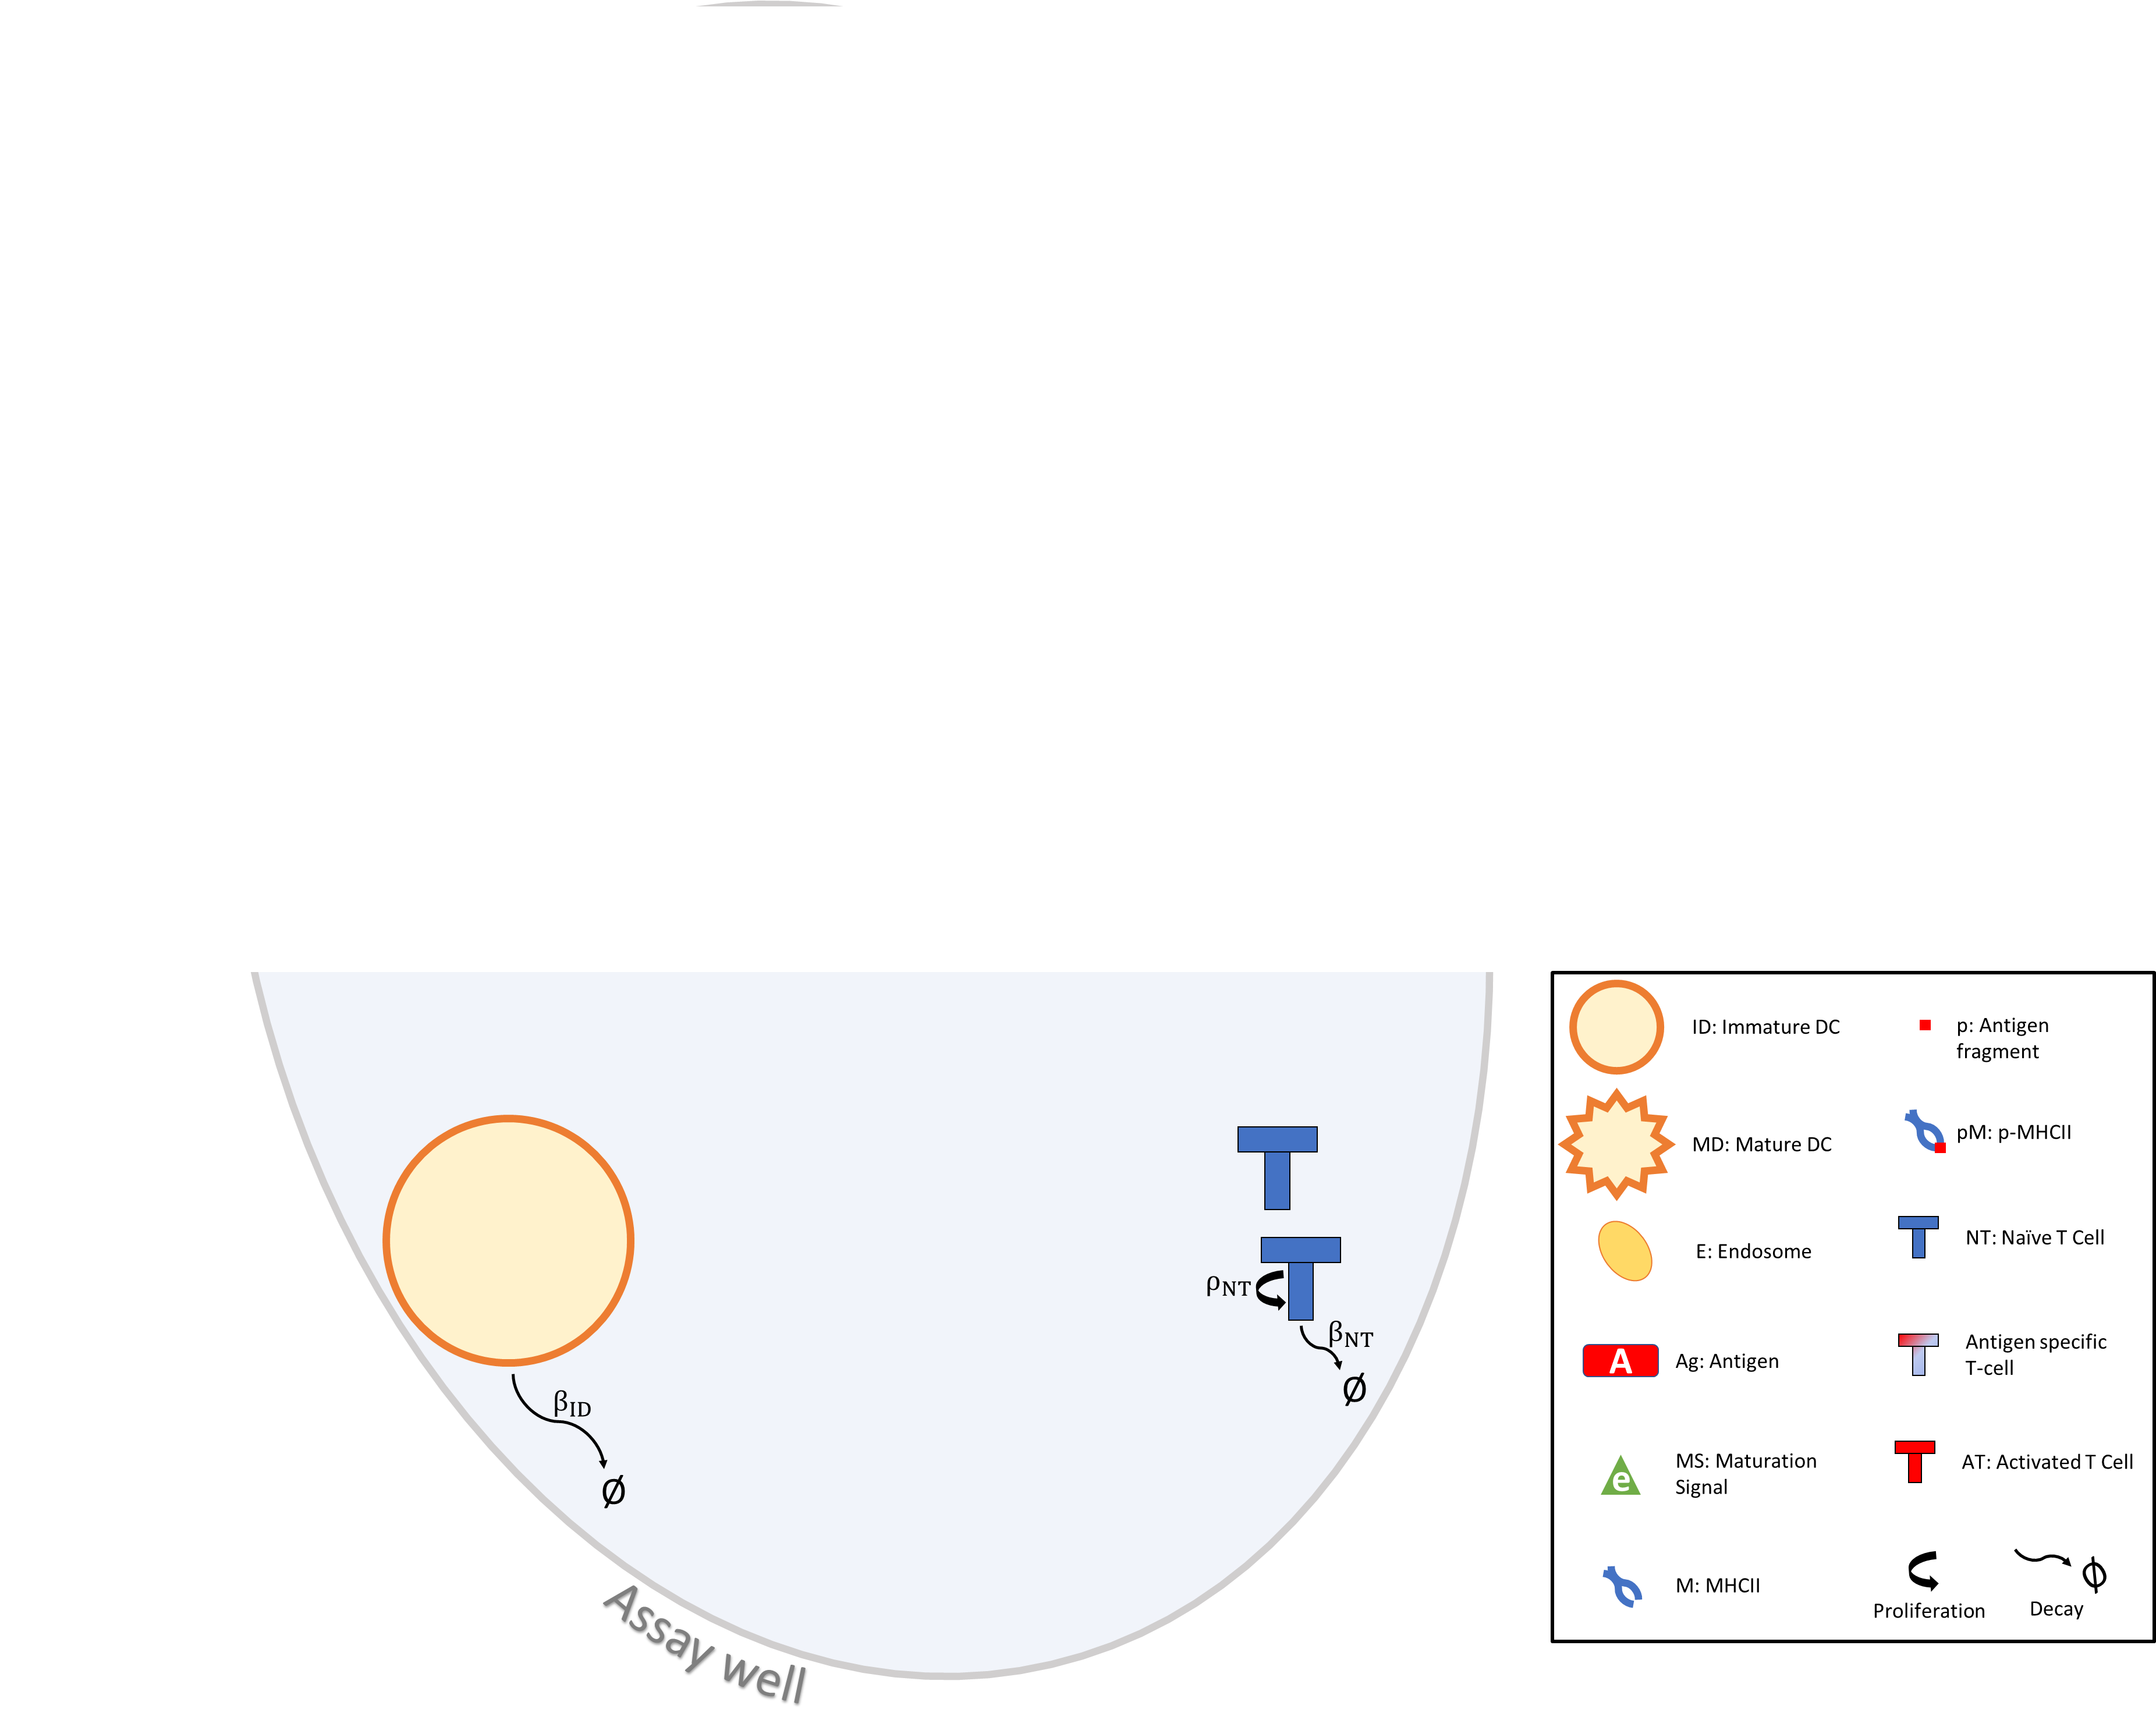 ρNT
βNT
Ø
βID
Ø
Assay well
ID: Immature DC
p: Antigen
fragment
MD: Mature DC
pM: p-MHCII
E: Endosome
NT: Naïve T Cell
A
Ag: Antigen
Antigen specific
T-cell
e
MS: Maturation
Signal
AT: Activated T Cell
M: MHCII
Proliferation
ϕ
Decay